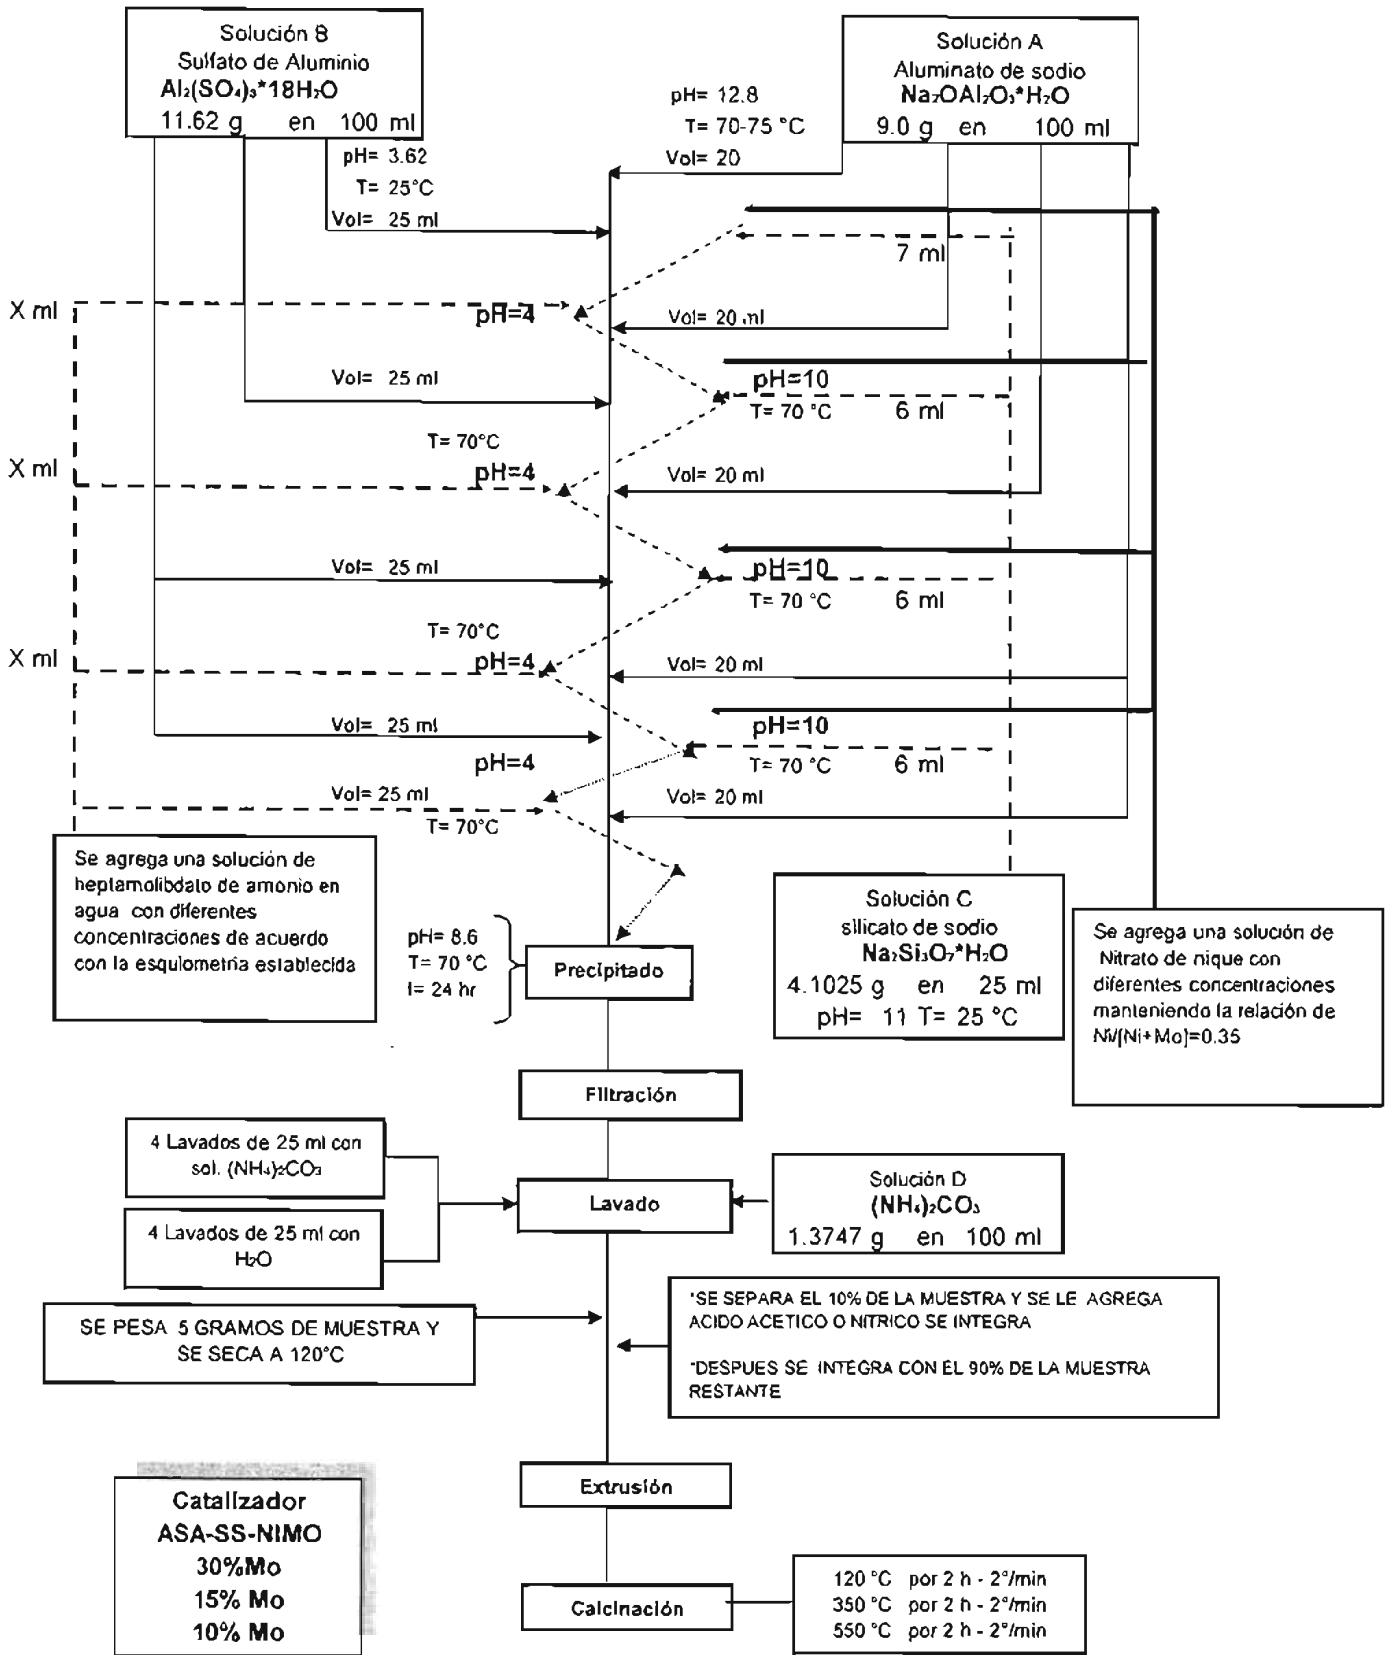 Solución B
Sulfato de Aluminio
Al₂(SO₄)₃*18H₂O
11.62 g en 100 ml
Solución A
Aluminato de sodio
Na₂OAl₂O₃*H₂O
9.0 g en 100 ml
pH= 12.8
T= 70-75 °C
Vol= 20
pH= 3.62
T= 25°C
Vol= 25 ml
7 ml
X ml
pH=4
Vol= 20 ml
Vol= 25 ml
pH=10
T= 70 °C 6 ml
T= 70°C
X ml
pH=4
Vol= 20 ml
Vol= 25 ml
pH=10
T= 70 °C 6 ml
T= 70°C
X ml
pH=4
Vol= 20 ml
Vol= 25 ml
pH=10
T= 70 °C 6 ml
pH=4
Vol= 25 ml
T= 70°C
Vol= 20 ml
Se agrega una solución de
heptamolibdato de amonio en
agua con diferentes
concentraciones de acuerdo
con la esquiometria establecida
pH= 8.6
T= 70 °C
t= 24 hr
Precipitado
Solución C
silicato de sodio
Na₂Si₃O₇*H₂O
4.1025 g en 25 ml
pH= 11 T= 25 °C
Se agrega una solución de
Nitrato de nique con
diferentes concentraciones
manteniendo la relación de
Ni/[Ni+Mo]=0.35
Filtración
4 Lavados de 25 ml con
sol. (NH₄)₂CO₃
4 Lavados de 25 ml con
H₂O
Lavado
Solución D
(NH₄)₂CO₃
1.3747 g en 100 ml
SE PESA 5 GRAMOS DE MUESTRA Y
SE SECA A 120°C
*SE SEPARA EL 10% DE LA MUESTRA Y SE LE AGREGA
ACIDO ACETICO O NITRICO SE INTEGRA
*DESPUES SE INTEGRA CON EL 90% DE LA MUESTRA
RESTANTE
Extrusión
Catalizador
ASA-SS-NIMO
30%Mo
15% Mo
10% Mo
Calcinación
120 °C por 2 h - 2°/min
350 °C por 2 h - 2°/min
550 °C por 2 h - 2°/min